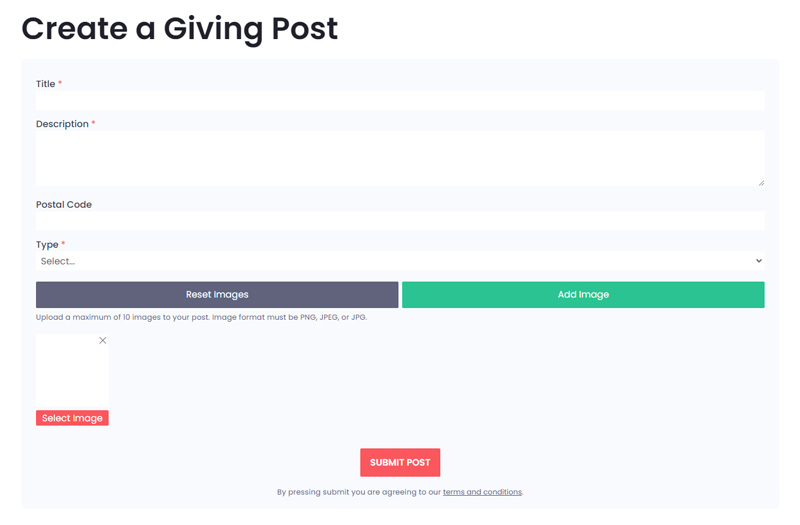 Create a Giving Post
Title *
Description *
Postal Code
Type *
Select...
Reset Images
Add Image
Upload a maximum of 10 images to your post. Image format must be PNG, JPEG, or JPG.
Select Image
SUBMIT POST
By pressing submit you are agreeing to our terms and conditions.